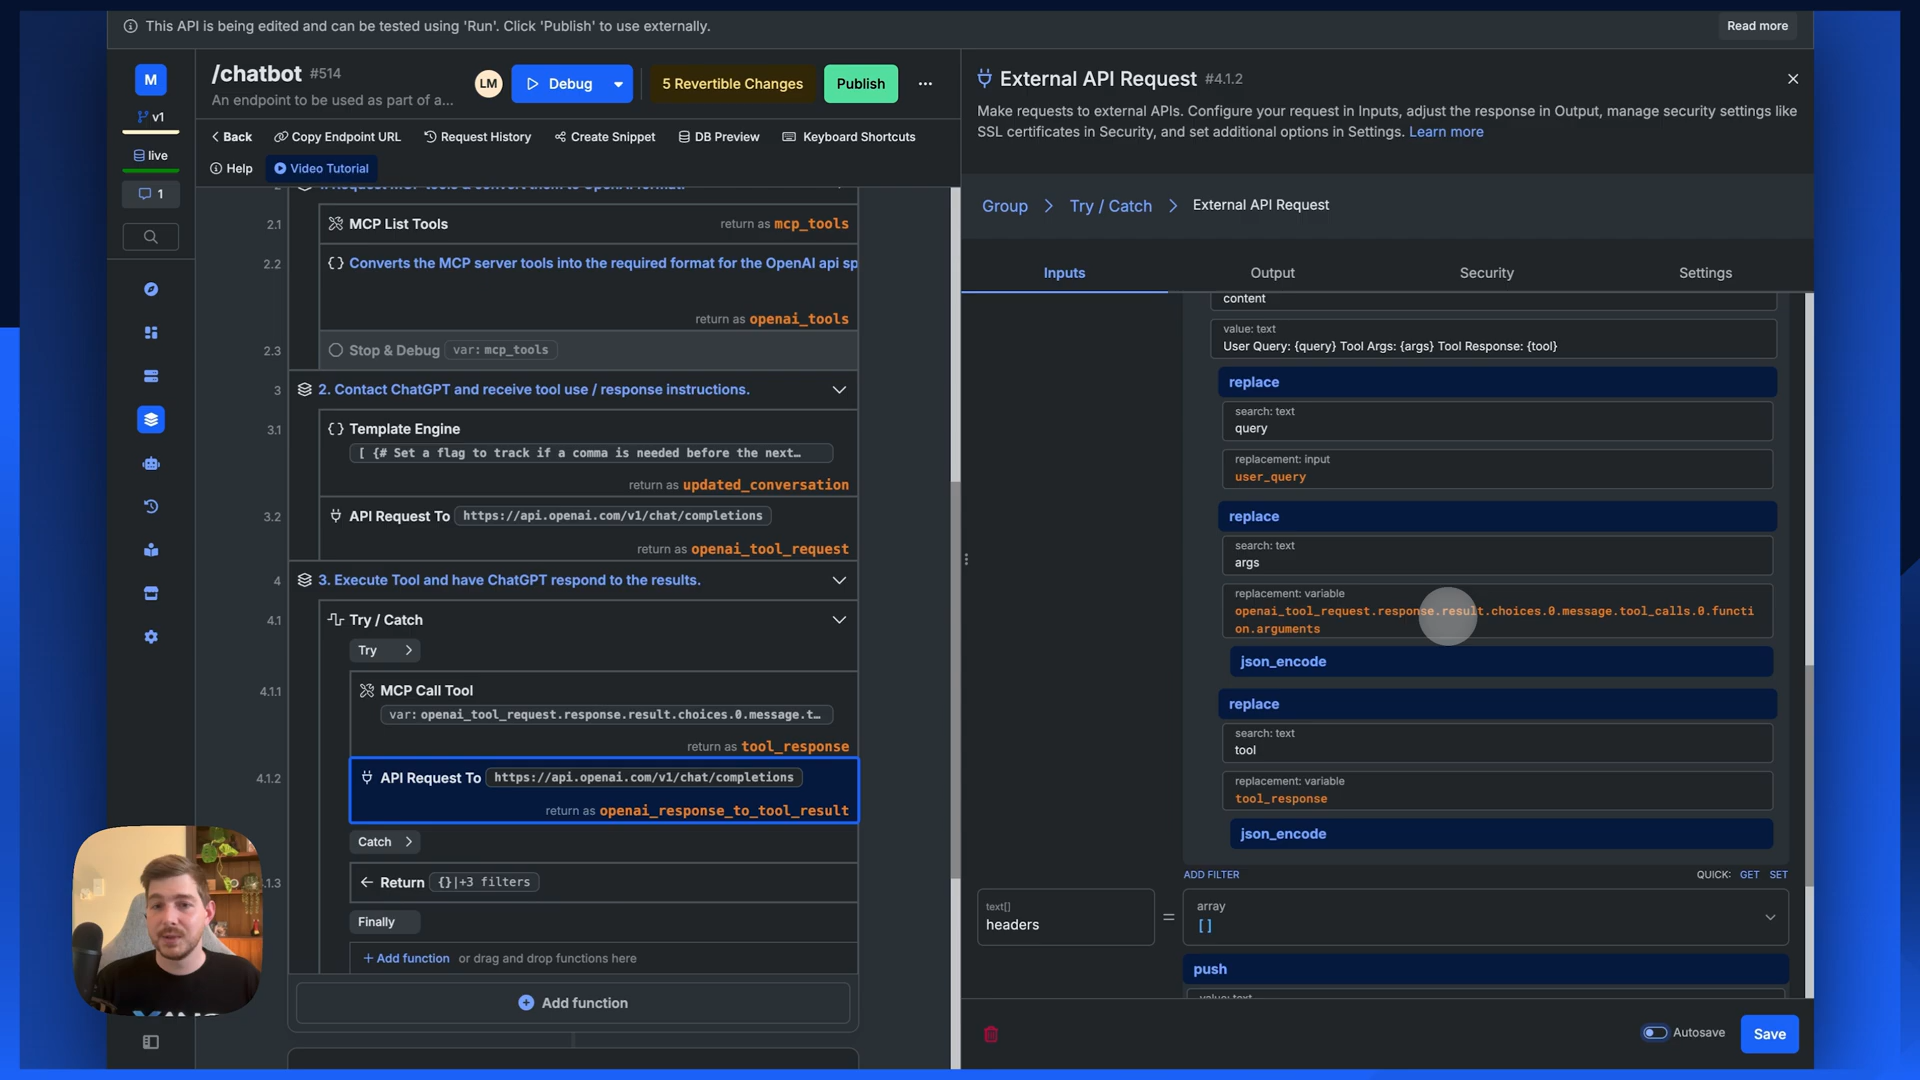 This API is being edited and can be tested using 'Run'. Click 'Publish' to use externally.
Read more
M
v1
live
1
/chatbot #514
An endpoint to be used as part of a...
LM
Debug
5 Revertible Changes
Publish
Back
Copy Endpoint URL
Request History
Create Snippet
DB Preview
Keyboard Shortcuts
Help
Video Tutorial
2.1
MCP List Tools
return as mcp_tools
2.2
{} Converts the MCP server tools into the required format for the OpenAI api sp
return as openai_tools
2.3
Stop & Debug var: mcp_tools
3
2. Contact ChatGPT and receive tool use / response instructions.
3.1
{} Template Engine
[ {# Set a flag to track if a comma is needed before the next…
return as updated_conversation
3.2
API Request To https://api.openai.com/v1/chat/completions
return as openai_tool_request
4
3. Execute Tool and have ChatGPT respond to the results.
4.1
Try / Catch
Try
4.1.1
MCP Call Tool
var: openai_tool_request.response.result.choices.0.message.t…
return as tool_response
4.1.2
API Request To https://api.openai.com/v1/chat/completions
return as openai_response_to_tool_result
Catch
.1.3
Return {}|+3 filters
Finally
+ Add function or drag and drop functions here
Add function
External API Request #4.1.2
Make requests to external APIs. Configure your request in Inputs, adjust the response in Output, manage security settings like
SSL certificates in Security, and set additional options in Settings. Learn more
Group > Try / Catch > External API Request
Inputs
Output
Security
Settings
content
value: text
User Query: {query} Tool Args: {args} Tool Response: {tool}
replace
search: text
query
replacement: input
user_query
replace
search: text
args
replacement: variable
openai_tool_request.response.result.choices.0.message.tool_calls.0.functi
on.arguments
json_encode
replace
search: text
tool
replacement: variable
tool_response
json_encode
ADD FILTER
QUICK: GET SET
text[]
headers
=
array
[]
push
Autosave
Save